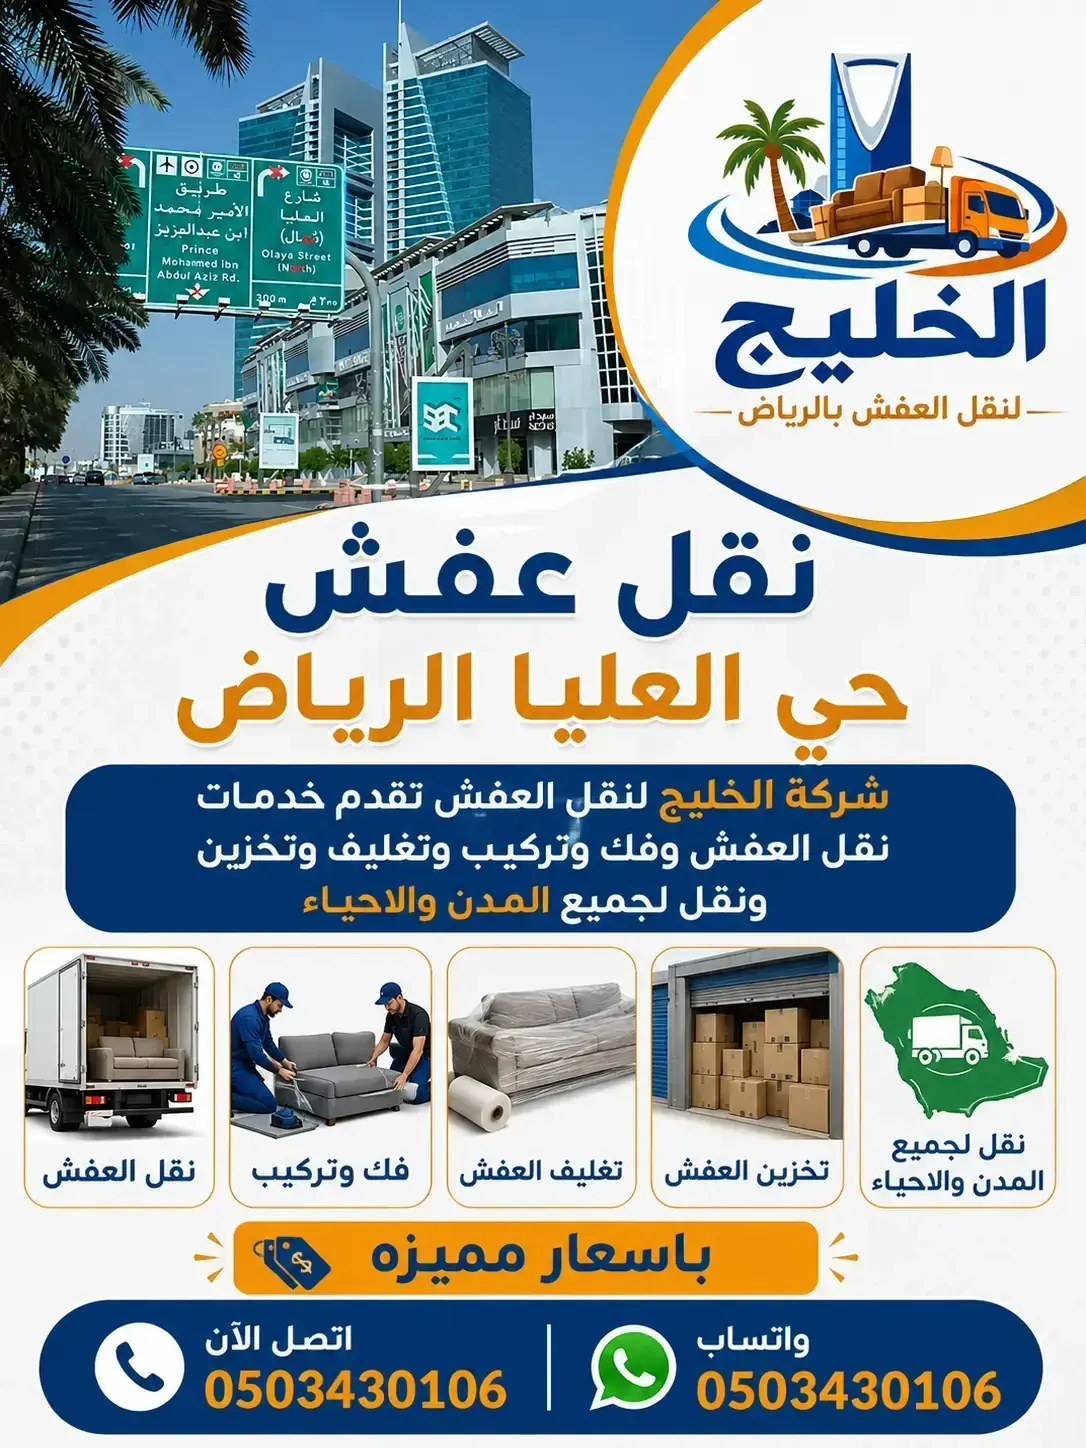 الخليج
لنقل العفش بالرياض
طريق
الأمير محمد
ابن عبدالعزيز
Prince
Mohammed Ibn
Abdul Aziz Rd.
شارع
العليا
(شمال)
Olaya Street
(North)
300 m
نقل عفش
حي العليا الرياض
شركة الخليج لنقل العفش تقدم خدمات
نقل العفش وفك وتركيب وتغليف وتخزين
ونقل لجميع المدن والاحياء
نقل لجميع
المدن والاحياء
تخزين العفش
تغليف العفش
فك وتركيب
نقل العفش
باسعار مميزه
واتساب
0503430106
اتصل الآن
0503430106